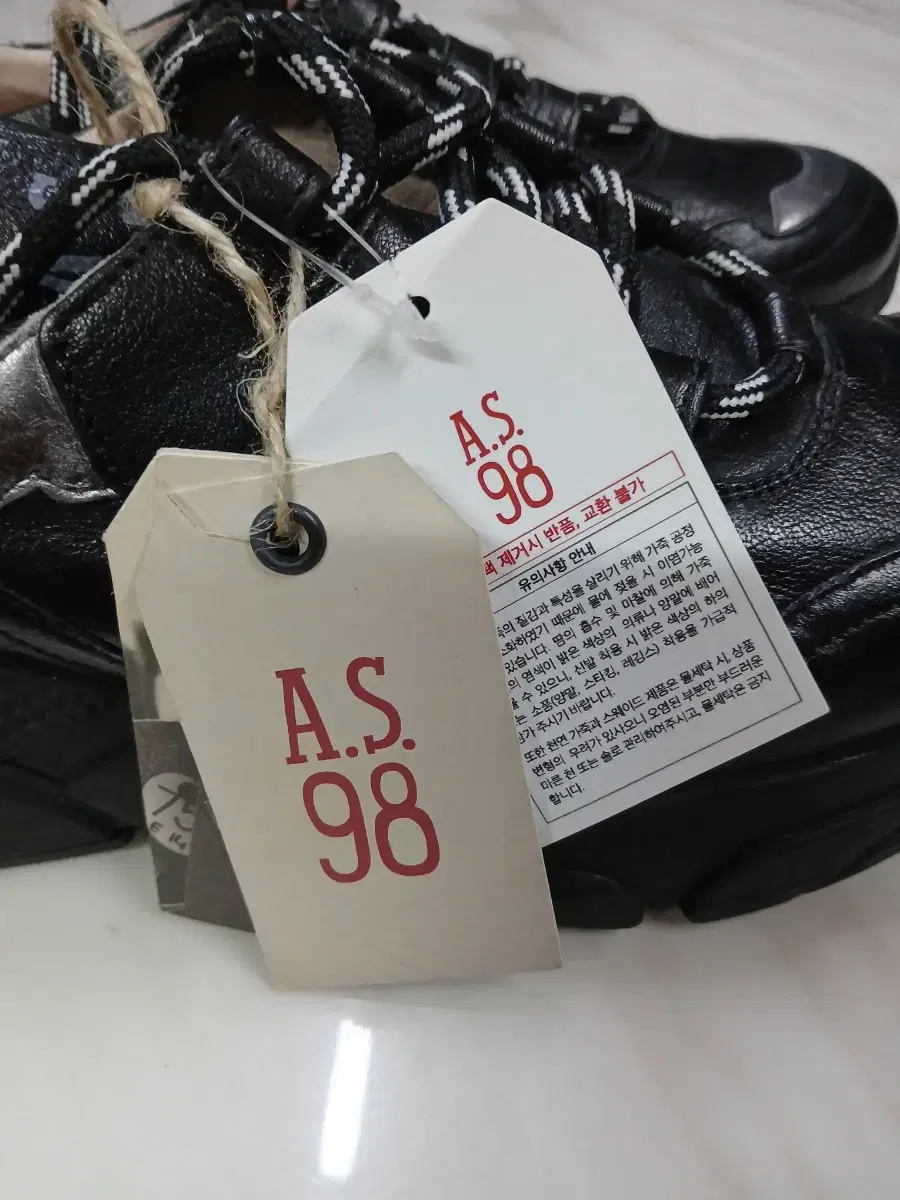 A.S.
98
제거시 반품, 교환 불가
유의사항 안내
질감과 특성을 살리기 위해 가죽 공정
하였기 때문에 물에 젖을 시 이염가능
있습니다. 땀의 흡수 및 마찰에 의해 가죽
의 염색이 밝은 색상의 의류나 양말에 배어
수 있으니, 신발 착용 시 밝은 색상의 하의
는 소품(양말, 스타킹, 레깅스) 착용을 가급적
주시기 바랍니다.
또한 천연 가죽과 스웨이드 제품은 물세탁 시, 상품
변형의 우려가 있사오니 오염된 부분만 부드러운
마른 천 또는 솔로 관리하여주시고, 물세탁은 금지
합니다.
A.S.
98